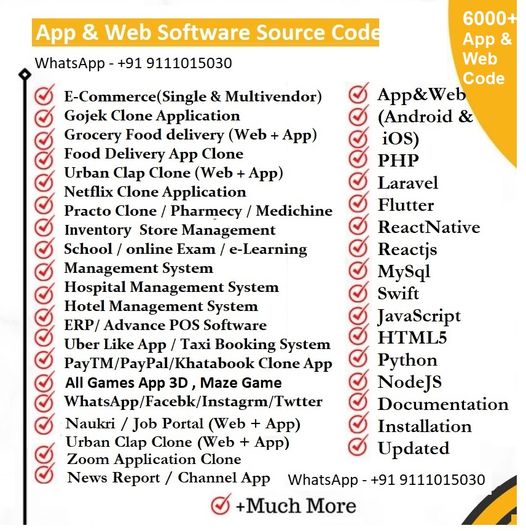 App & Web Software Source Code
6000+
App &
Web
Code
WhatsApp - +91 9111015030
E-Commerce(Single & Multivendor)
Gojek Clone Application
Grocery Food delivery (Web + App)
Food Delivery App Clone
Urban Clap Clone (Web + App)
Netflix Clone Application
Practo Clone / Pharmecy / Medichine
Inventory Store Management
School / online Exam / e-Learning
Management System
Hospital Management System
Hotel Management System
ERP/ Advance POS Software
Uber Like App / Taxi Booking System
PayTM/PayPal/Khatabook Clone App
All Games App 3D , Maze Game
WhatsApp/Facebk/Instagrm/Twtter
Naukri / Job Portal (Web + App)
Urban Clap Clone (Web + App)
Zoom Application Clone
News Report / Channel App
App&Web
(Android &
iOS)
PHP
Laravel
Flutter
ReactNative
Reactjs
MySql
Swift
JavaScript
HTML5
Python
NodeJS
Documentation
Installation
Updated
WhatsApp - +91 9111015030
+Much More